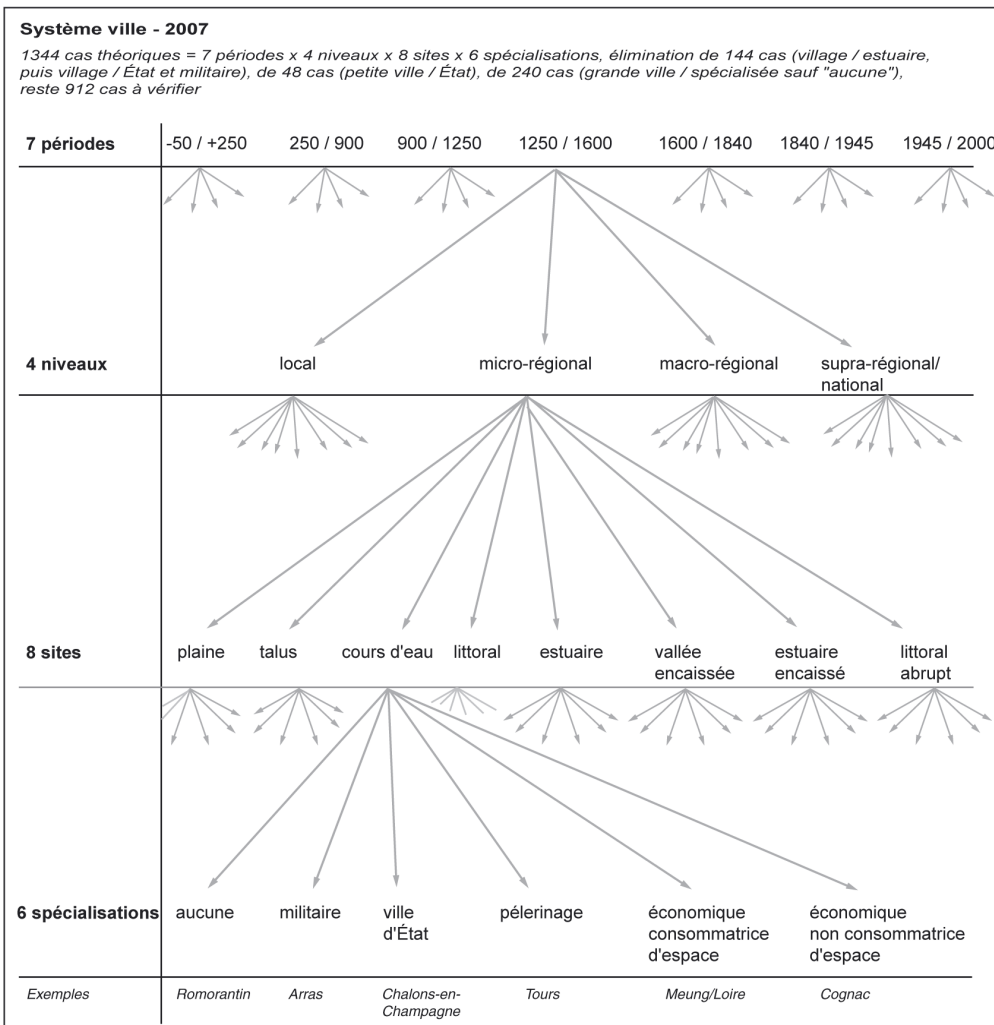 Système ville - 2007
1344 cas théoriques = 7 périodes x 4 niveaux x 8 sites x 6 spécialisations, élimination de 144 cas (village / estuaire,
puis village / État et militaire), de 48 cas (petite ville / État), de 240 cas (grande ville / spécialisée sauf "aucune"),
reste 912 cas à vérifier
7 périodes -50 / +250 250 / 900 900 / 1250 1250 / 1600 1600 / 1840 1840 / 1945 1945 / 2000
4 niveaux local micro-régional macro-régional supra-régional/
national
8 sites plaine talus cours d'eau littoral estuaire vallée estuaire littoral
encaissée encaissé abrupt
6 spécialisations aucune militaire ville pélerinage économique économique
d'État consommatrice non consommatrice
d'espace d'espace
Exemples Romorantin Arras Chalons-en- Tours Meung/Loire Cognac
Champagne